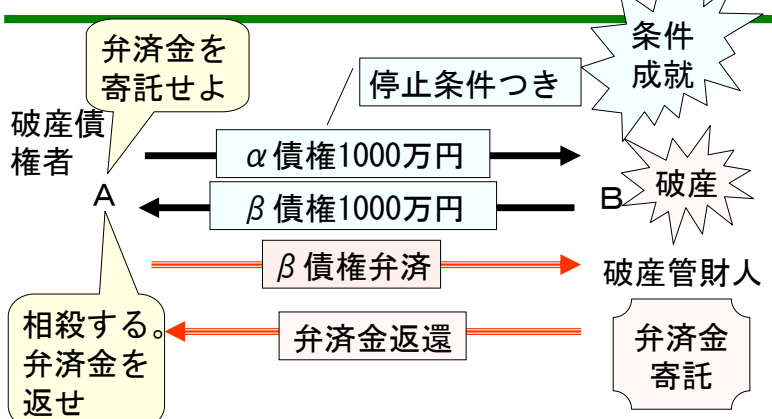 弁済金を
寄託せよ
条件
成就
停止条件つき
破産債
権者
α債権1000万円
A
β債権1000万円
B
破産
β債権弁済
破産管財人
相殺する。
弁済金を
返せ
弁済金返還
弁済金
寄託